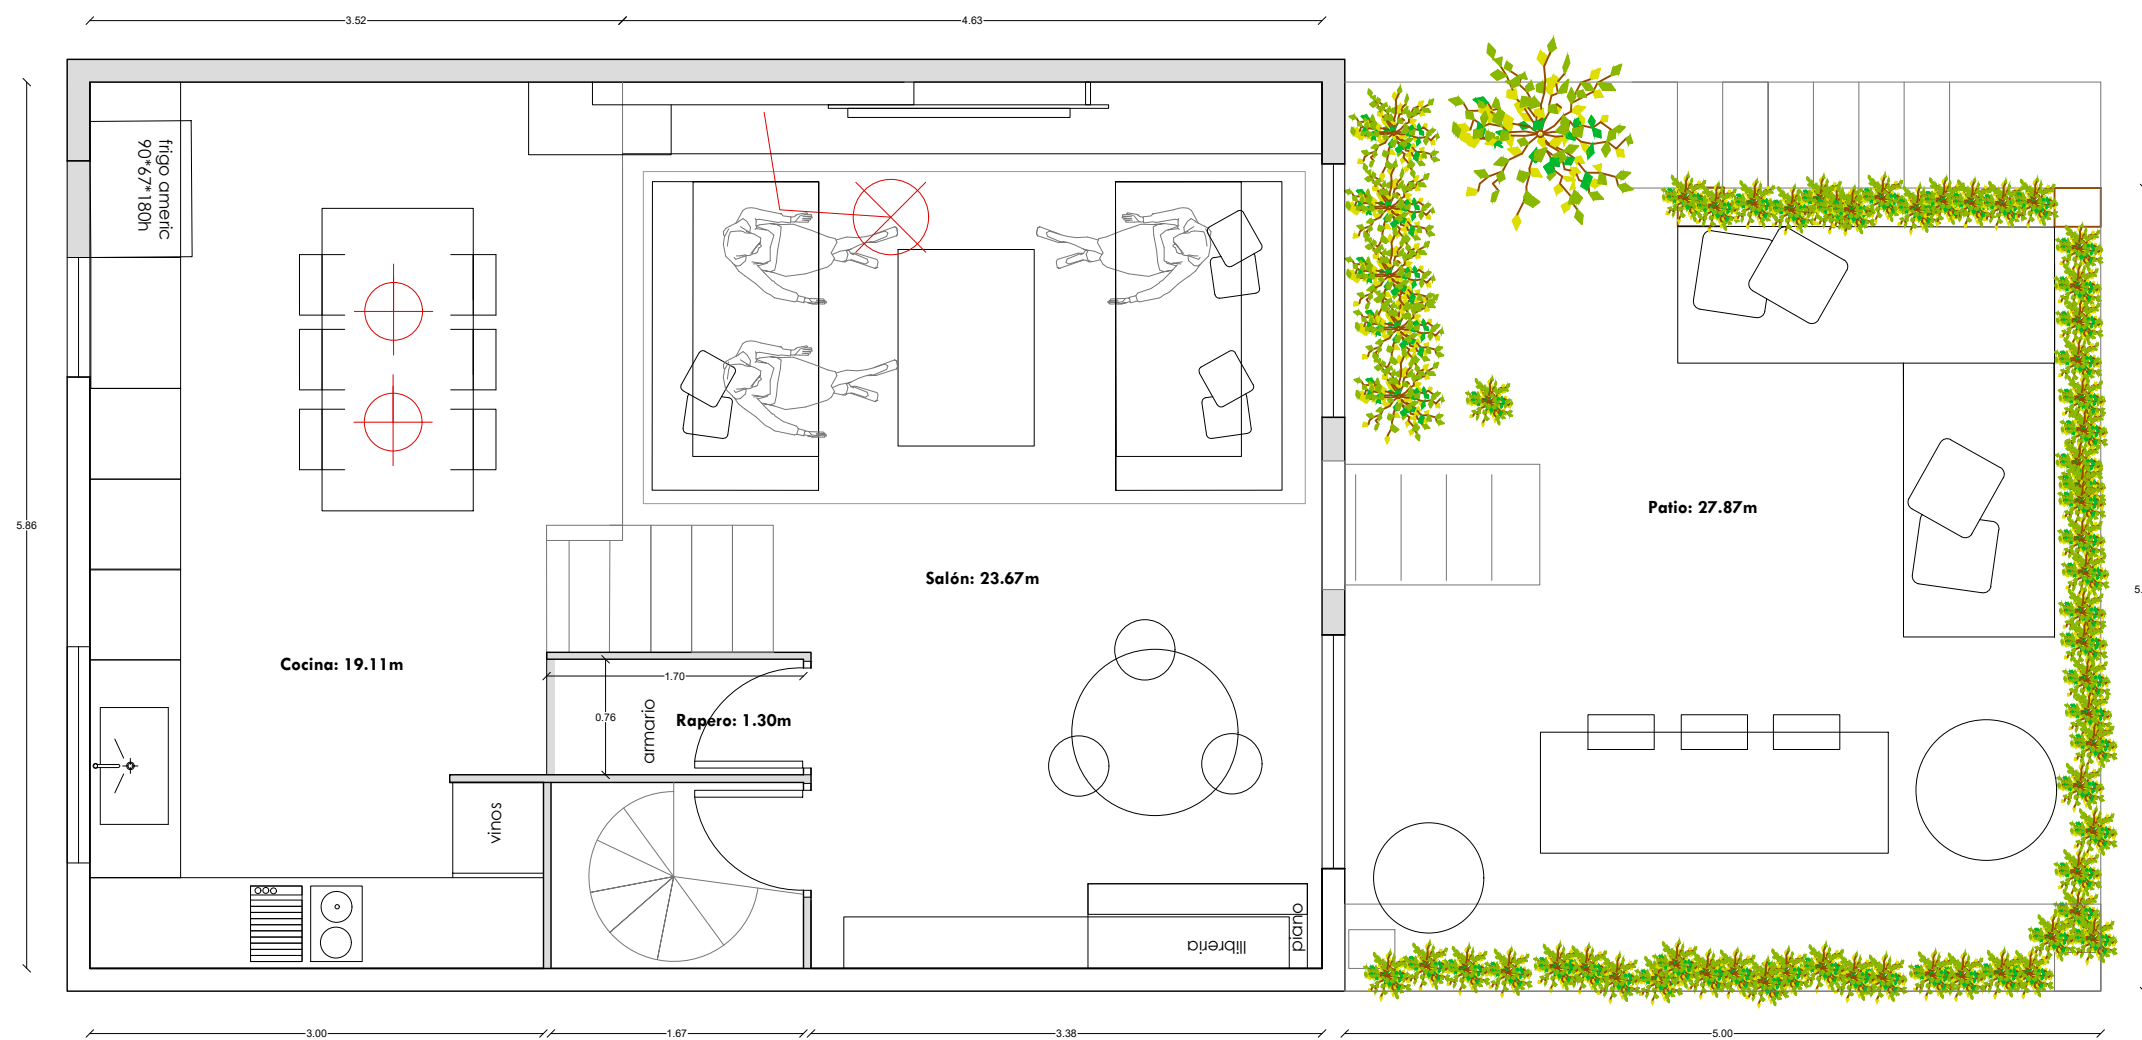 3.52
4.63
frigo americ
90*67*180h
5.86
Patio: 27.87m
Salón: 23.67m
5.
Cocina: 19.11m
1.70
0.76
armario
Rapero: 1.30m
vinos
llibreria
piano
3.00
1.67
3.38
5.00